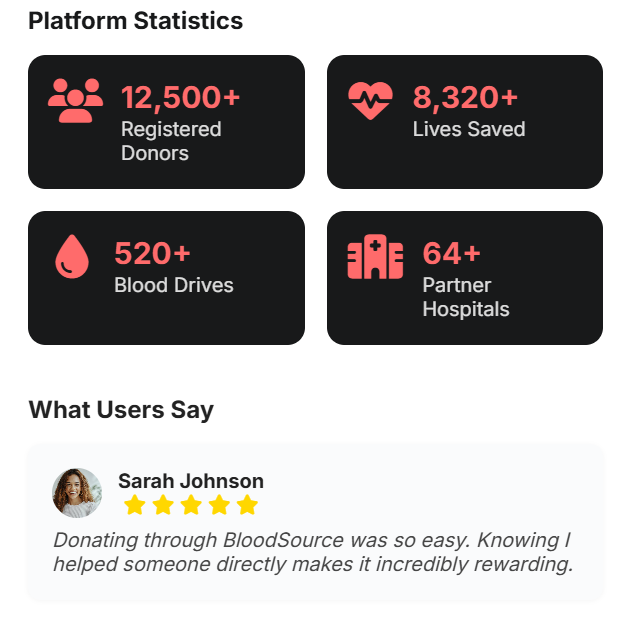 Platform Statistics
12,500+
Registered
Donors
8,320+
Lives Saved
520+
Blood Drives
64+
Partner
Hospitals
What Users Say
Sarah Johnson
Donating through BloodSource was so easy. Knowing I
helped someone directly makes it incredibly rewarding.